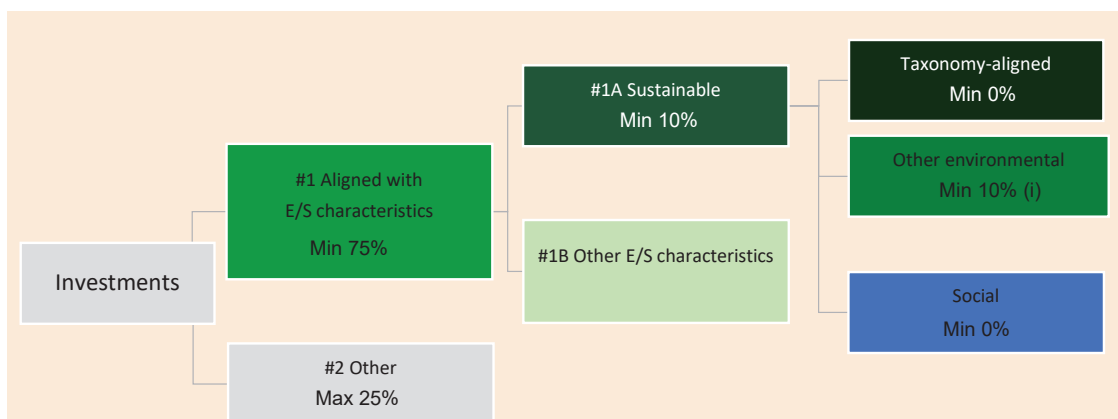 Investments
#1 Aligned with
E/S characteristics
Min 75%
#2 Other
Max 25%
#1A Sustainable
Min 10%
#1B Other E/S characteristics
Taxonomy-aligned
Min 0%
Other environmental
Min 10% (i)
Social
Min 0%